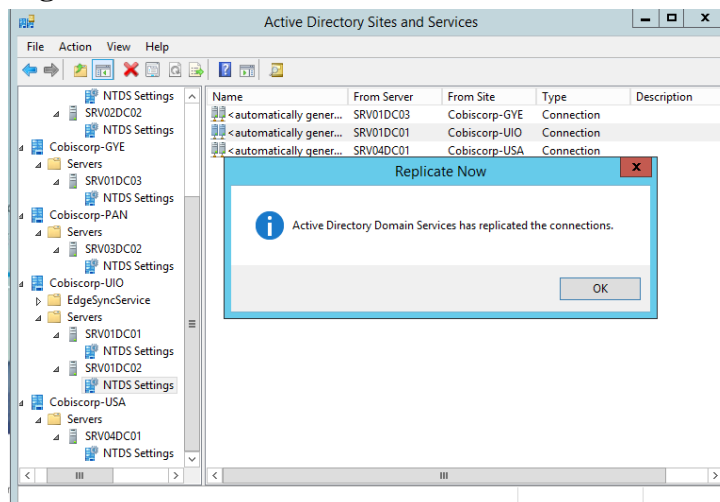 Active Directory Sites and Services
File Action View Help
NTDS Settings
SRV02DC02
NTDS Settings
Cobiscorp-GYE
Servers
SRV01DC03
NTDS Settings
Cobiscorp-PAN
Servers
SRV03DC02
NTDS Settings
Cobiscorp-UIO
EdgeSyncService
Servers
SRV01DC01
NTDS Settings
SRV01DC02
NTDS Settings
Cobiscorp-USA
Servers
SRV04DC01
NTDS Settings
Name From Server From Site Type Description
<automatically gener... SRV01DC03 Cobiscorp-GYE Connection
<automatically gener... SRV01DC01 Cobiscorp-UIO Connection
<automatically gener... SRV04DC01 Cobiscorp-USA Connection
Replicate Now
Active Directory Domain Services has replicated the connections.
OK